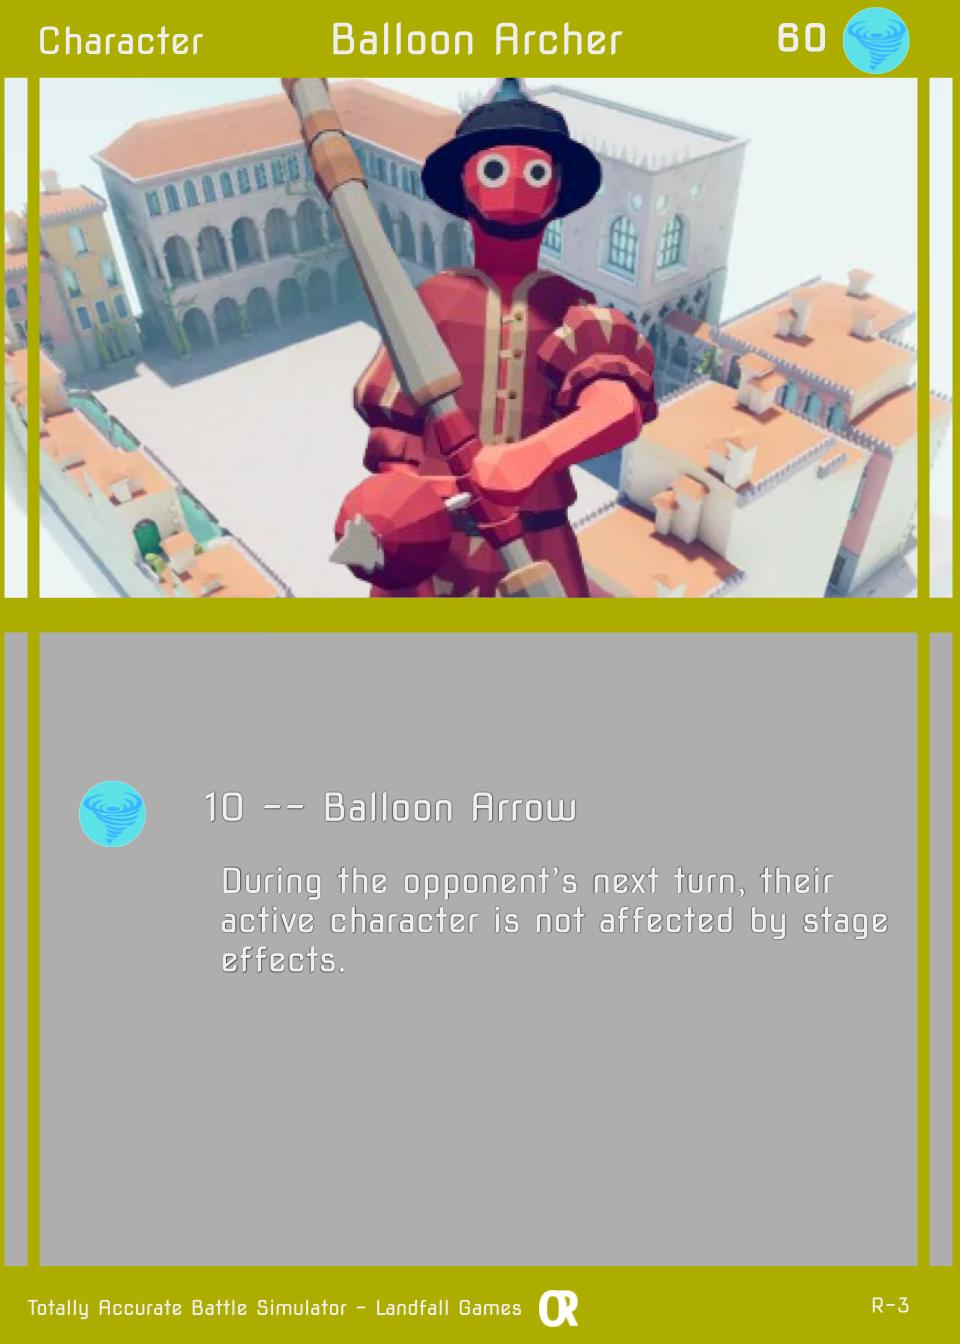 Character
Balloon Archer
60
10 -- Balloon Arrow
During the opponent's next turn, their
active character is not affected by stage
effects.
Totally Accurate Battle Simulator - Landfall Games
OR
R-3